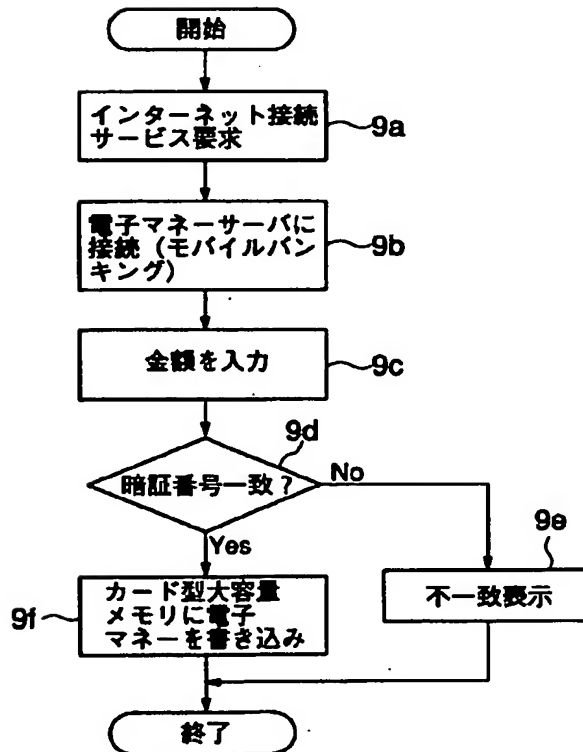 開始
インターネット接続
サービス要求
9a
電子マネーサーバに
接続（モバイルバン
キング）
9b
金額を入力
9c
9d
暗証番号一致？
No
Yes
9e
不一致表示
カード型大容量
メモリに電子
マネーを書き込み
9f
終了